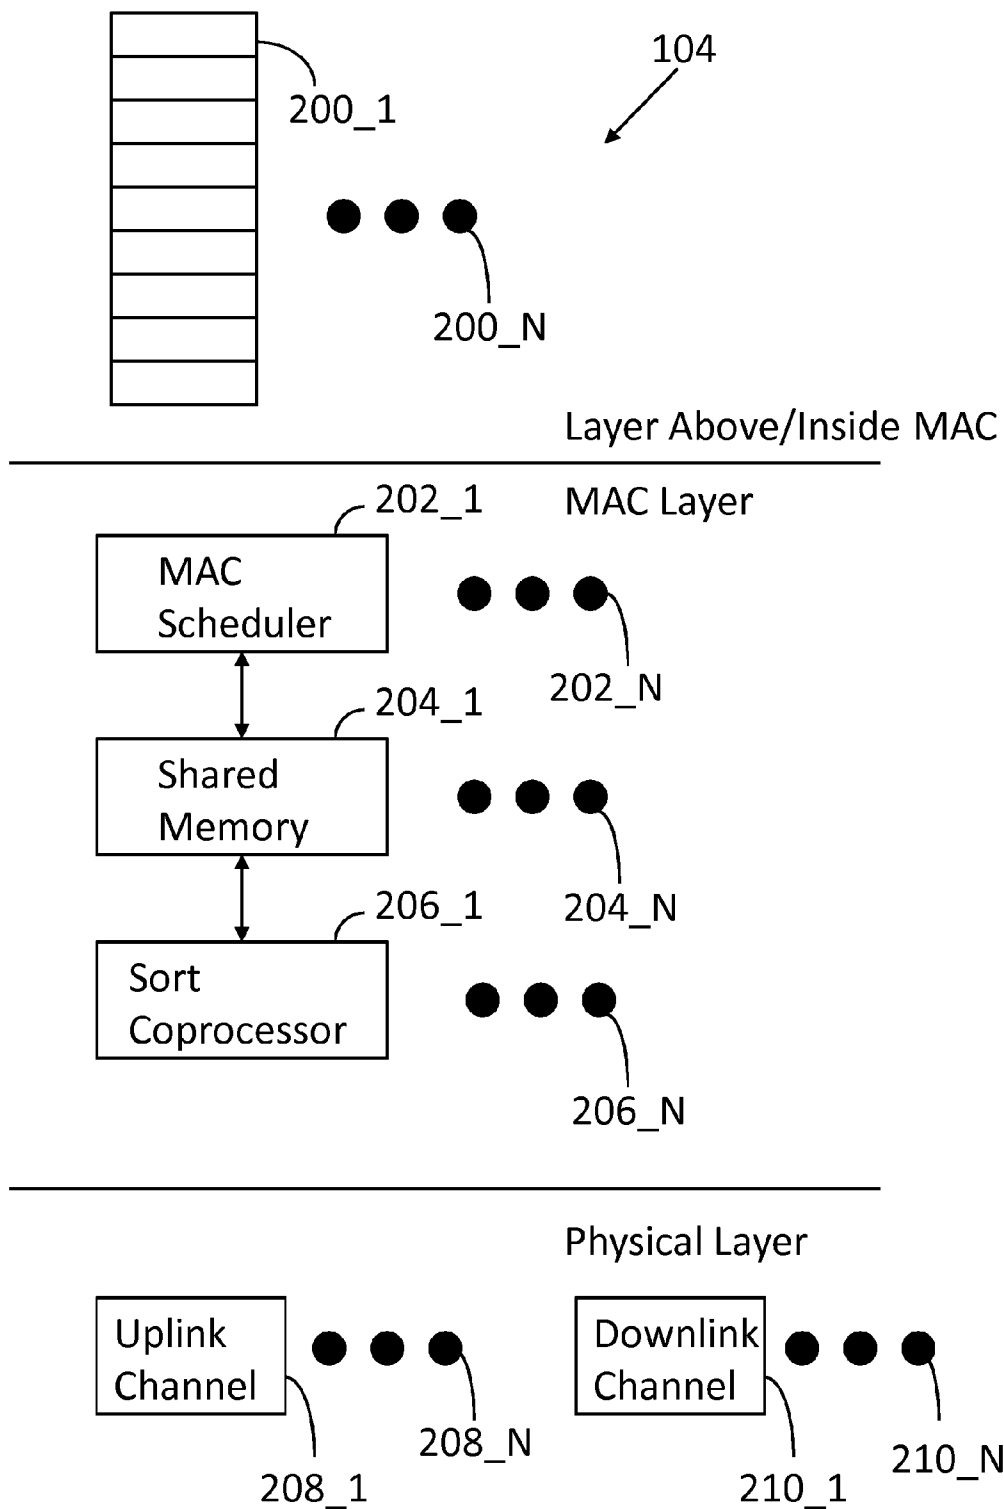 104
200_1
200_N
Layer Above/Inside MAC
202_1
MAC Layer
MAC
Scheduler
202_N
204_1
Shared
Memory
204_N
206_1
Sort
Coprocessor
206_N
Physical Layer
Uplink
Channel
208_N
208_1
Downlink
Channel
210_N
210_1